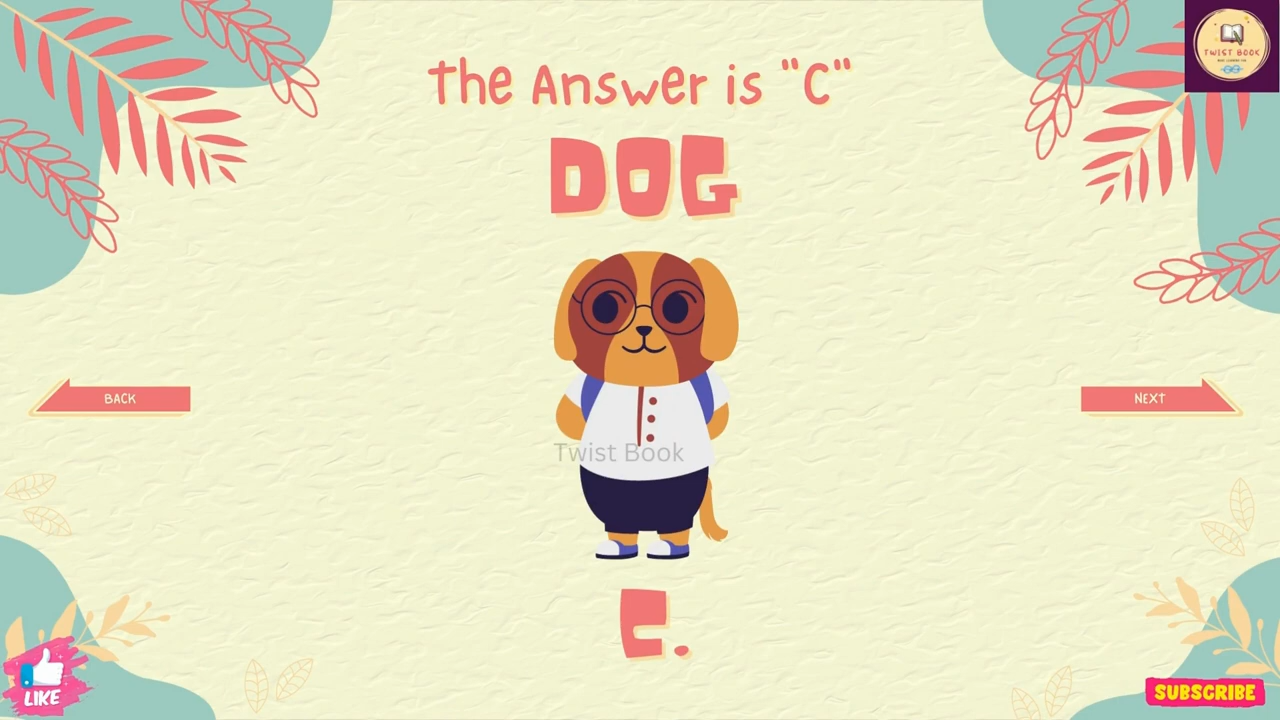 The Answer is "C"
TWIST BOOK
DOG
BACK
NEXT
Twist Book
C.
LIKE
SUBSCRIBE